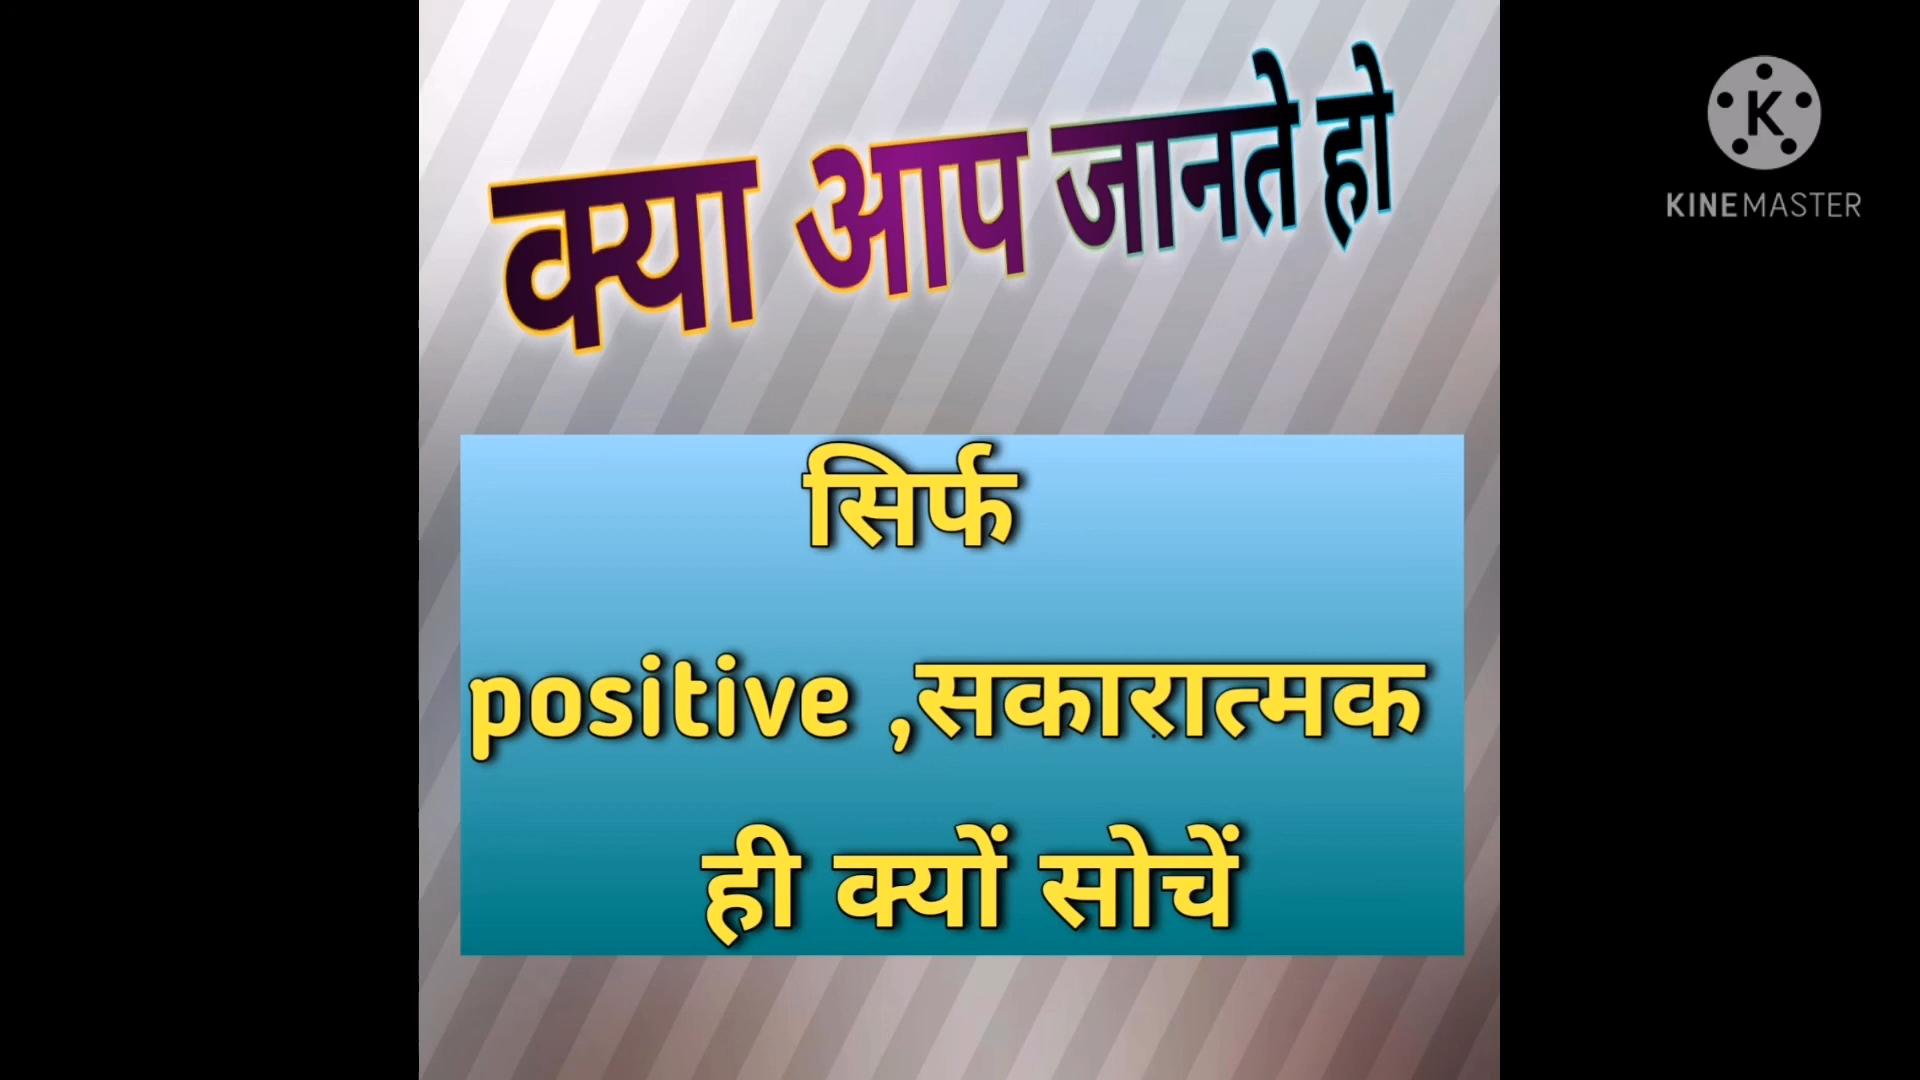 क्या आप जानते हो
K
KINEMASTER
सिर्फ
positive ,सकारात्मक
ही क्यों सोचें